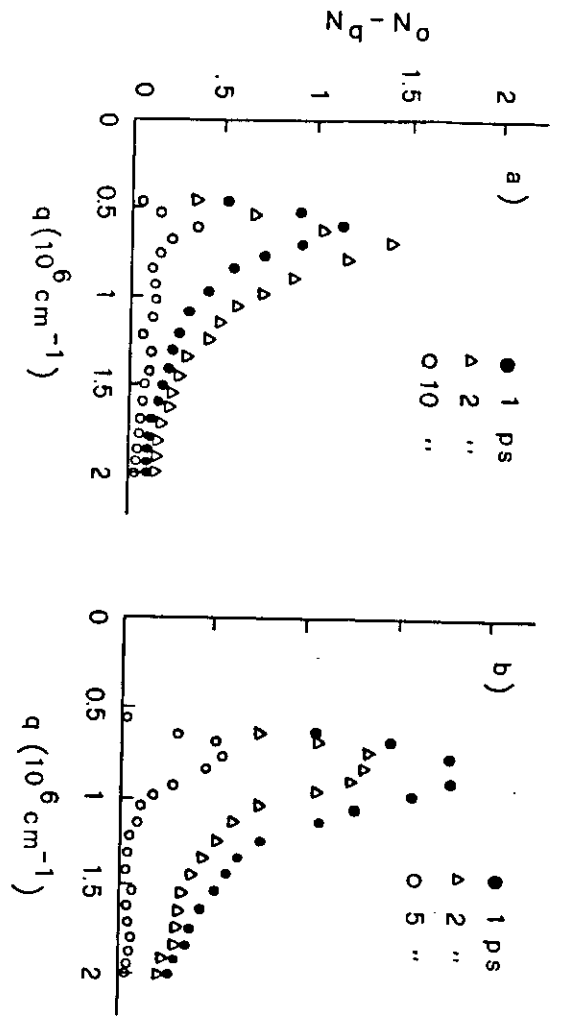 N_q - N_o
0 .5 1 1.5 2
a)
● 1 ps
△ 2 "
○ 10 "
0 0.5 1 1.5 2
q (10^6 cm^-1)
b)
● 1 ps
△ 2 "
○ 5 "
0 0.5 1 1.5 2
q (10^6 cm^-1)